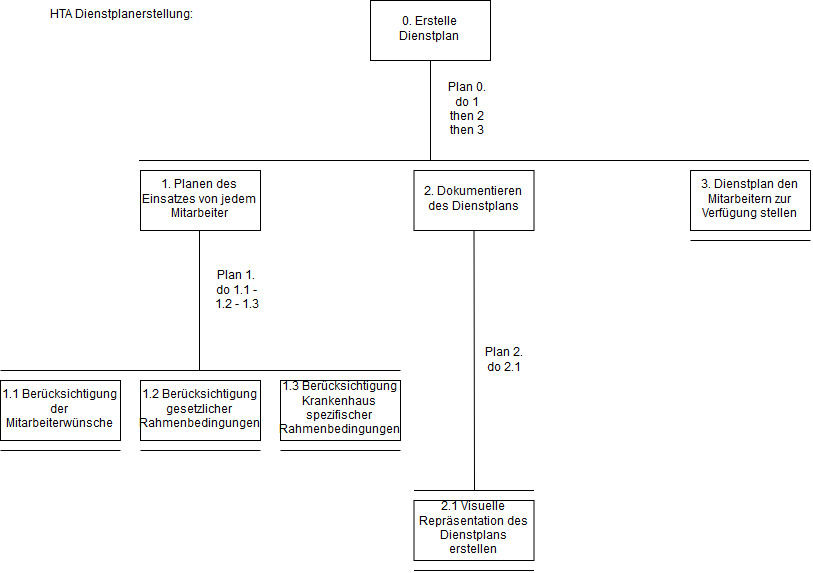 HTA Dienstplanerstellung:
0. Erstelle
Dienstplan
Plan 0.
do 1
then 2
then 3
1. Planen des
Einsatzes von jedem
Mitarbeiter
2. Dokumentieren
des Dienstplans
3. Dienstplan den
Mitarbeitern zur
Verfügung stellen
Plan 1.
do 1.1 -
1.2 - 1.3
Plan 2.
do 2.1
1.1 Berücksichtigung
der
Mitarbeiterwünsche
1.2 Berücksichtigung
gesetzlicher
Rahmenbedingungen
1.3 Berücksichtigung
Krankenhaus
spezifischer
Rahmenbedingungen
2.1 Visuelle
Repräsentation des
Dienstplans
erstellen